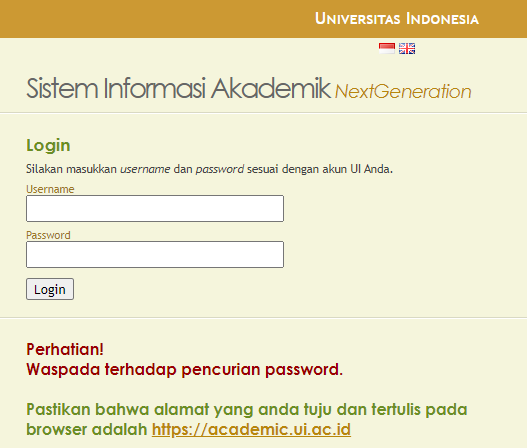 Universitas Indonesia
Sistem Informasi Akademik NextGeneration
Login
Silakan masukkan username dan password sesuai dengan akun UI Anda.
Username
Password
Login
Perhatian!
Waspada terhadap pencurian password.
Pastikan bahwa alamat yang anda tuju dan tertulis pada
browser adalah https://academic.ui.ac.id